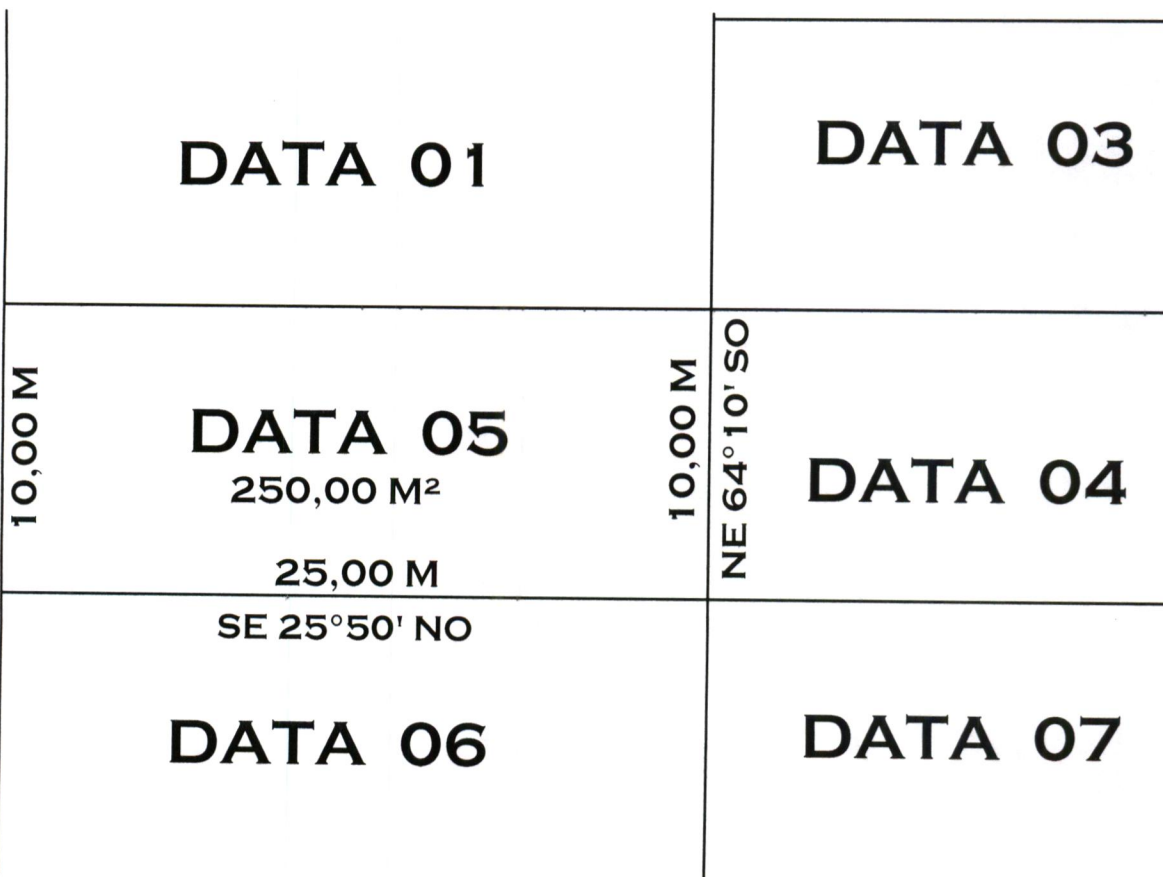 DATA 01
DATA 03
10,00 M
DATA 05
250,00 M²
25,00 M
10,00 M
NE 64°10' SO
DATA 04
SE 25°50' NO
DATA 06
DATA 07